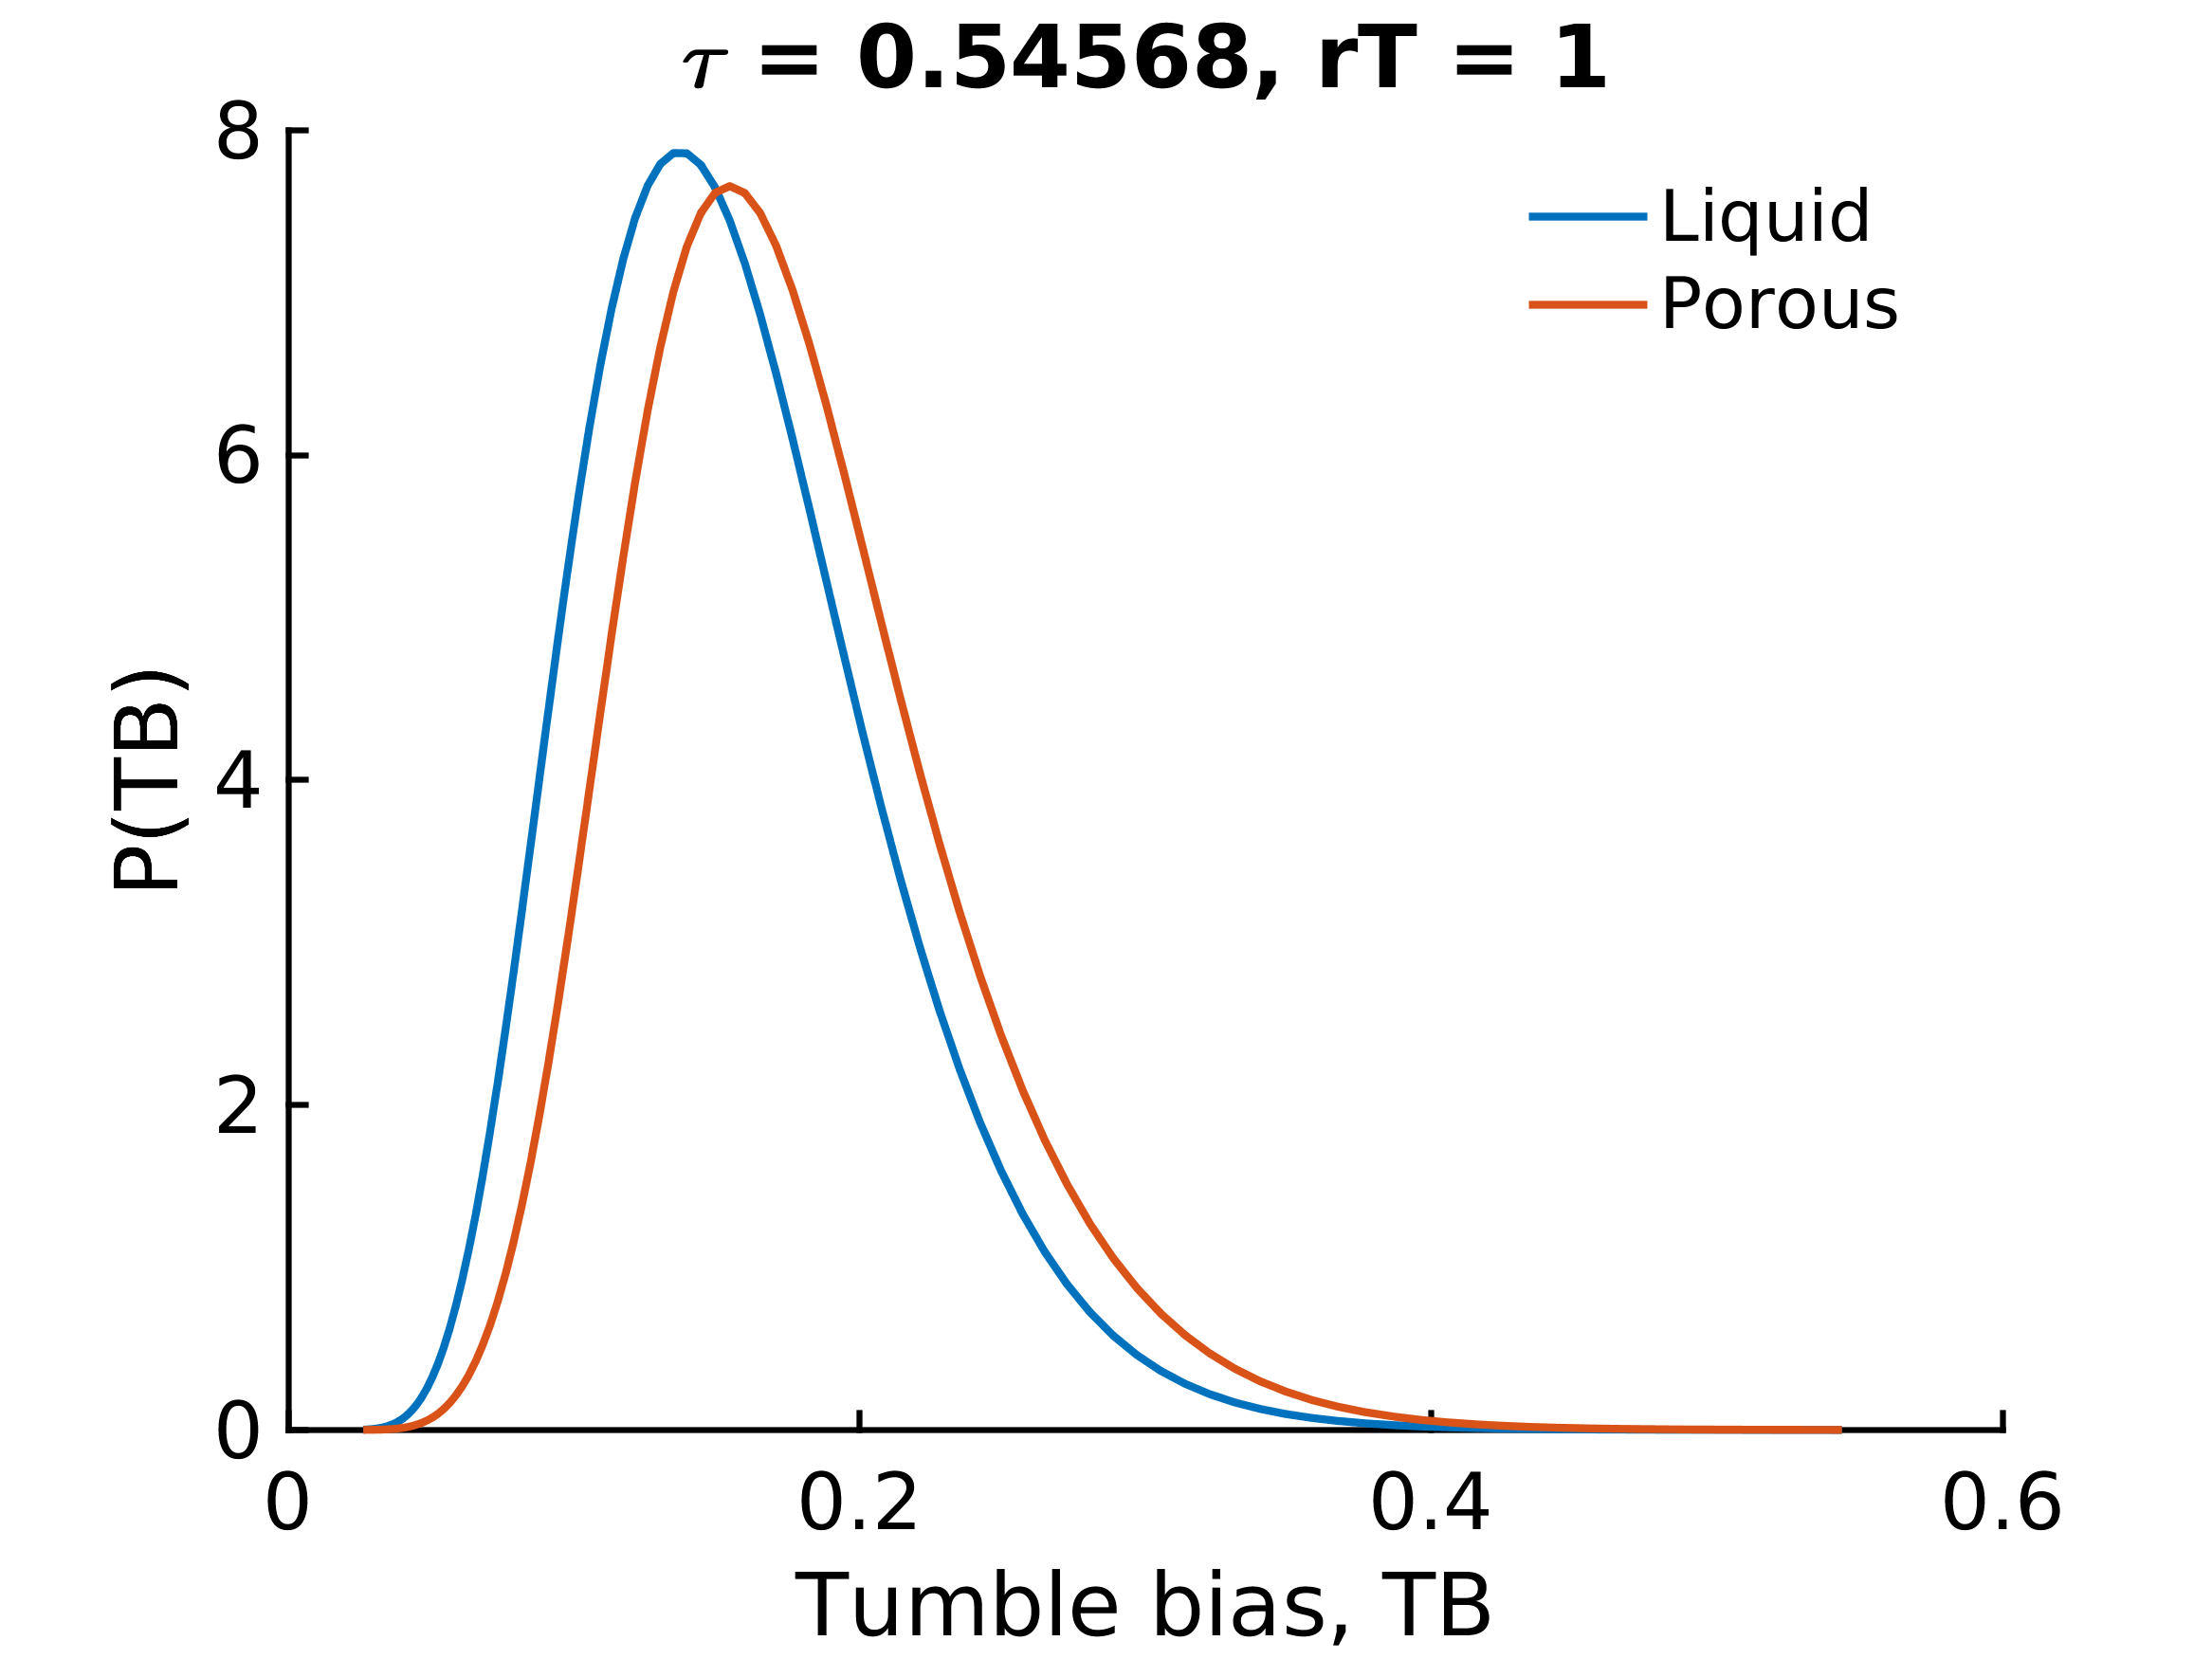 τ = 0.54568, rT = 1
8
6
4
2
0
P(TB)
Liquid
Porous
0 0.2 0.4 0.6
Tumble bias, TB